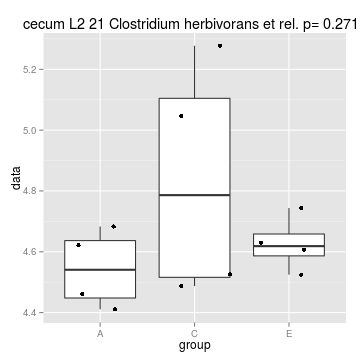 cecum L2 21 Clostridium herbivorans et rel. p= 0.271
5.2
5.0
4.8
4.6
4.4
data
A C E
group